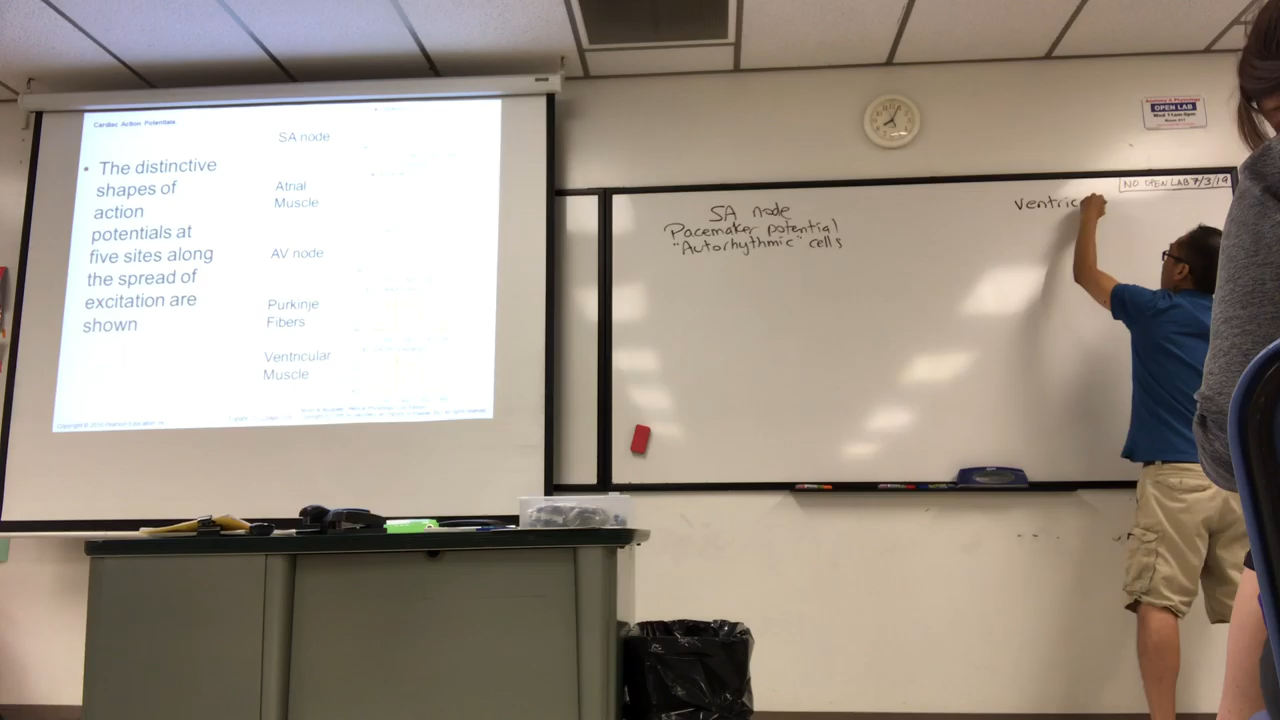 Cardiac Action Potentials
• The distinctive
shapes of
action
potentials at
five sites along
the spread of
excitation are
shown
SA node
Atrial
Muscle
AV node
Purkinje
Fibers
Ventricular
Muscle
SA node
Pacemaker potential
"Autorhythmic" cells
ventric
NO OPEN LAB 7/3/19
Anatomy & Physiology
OPEN LAB